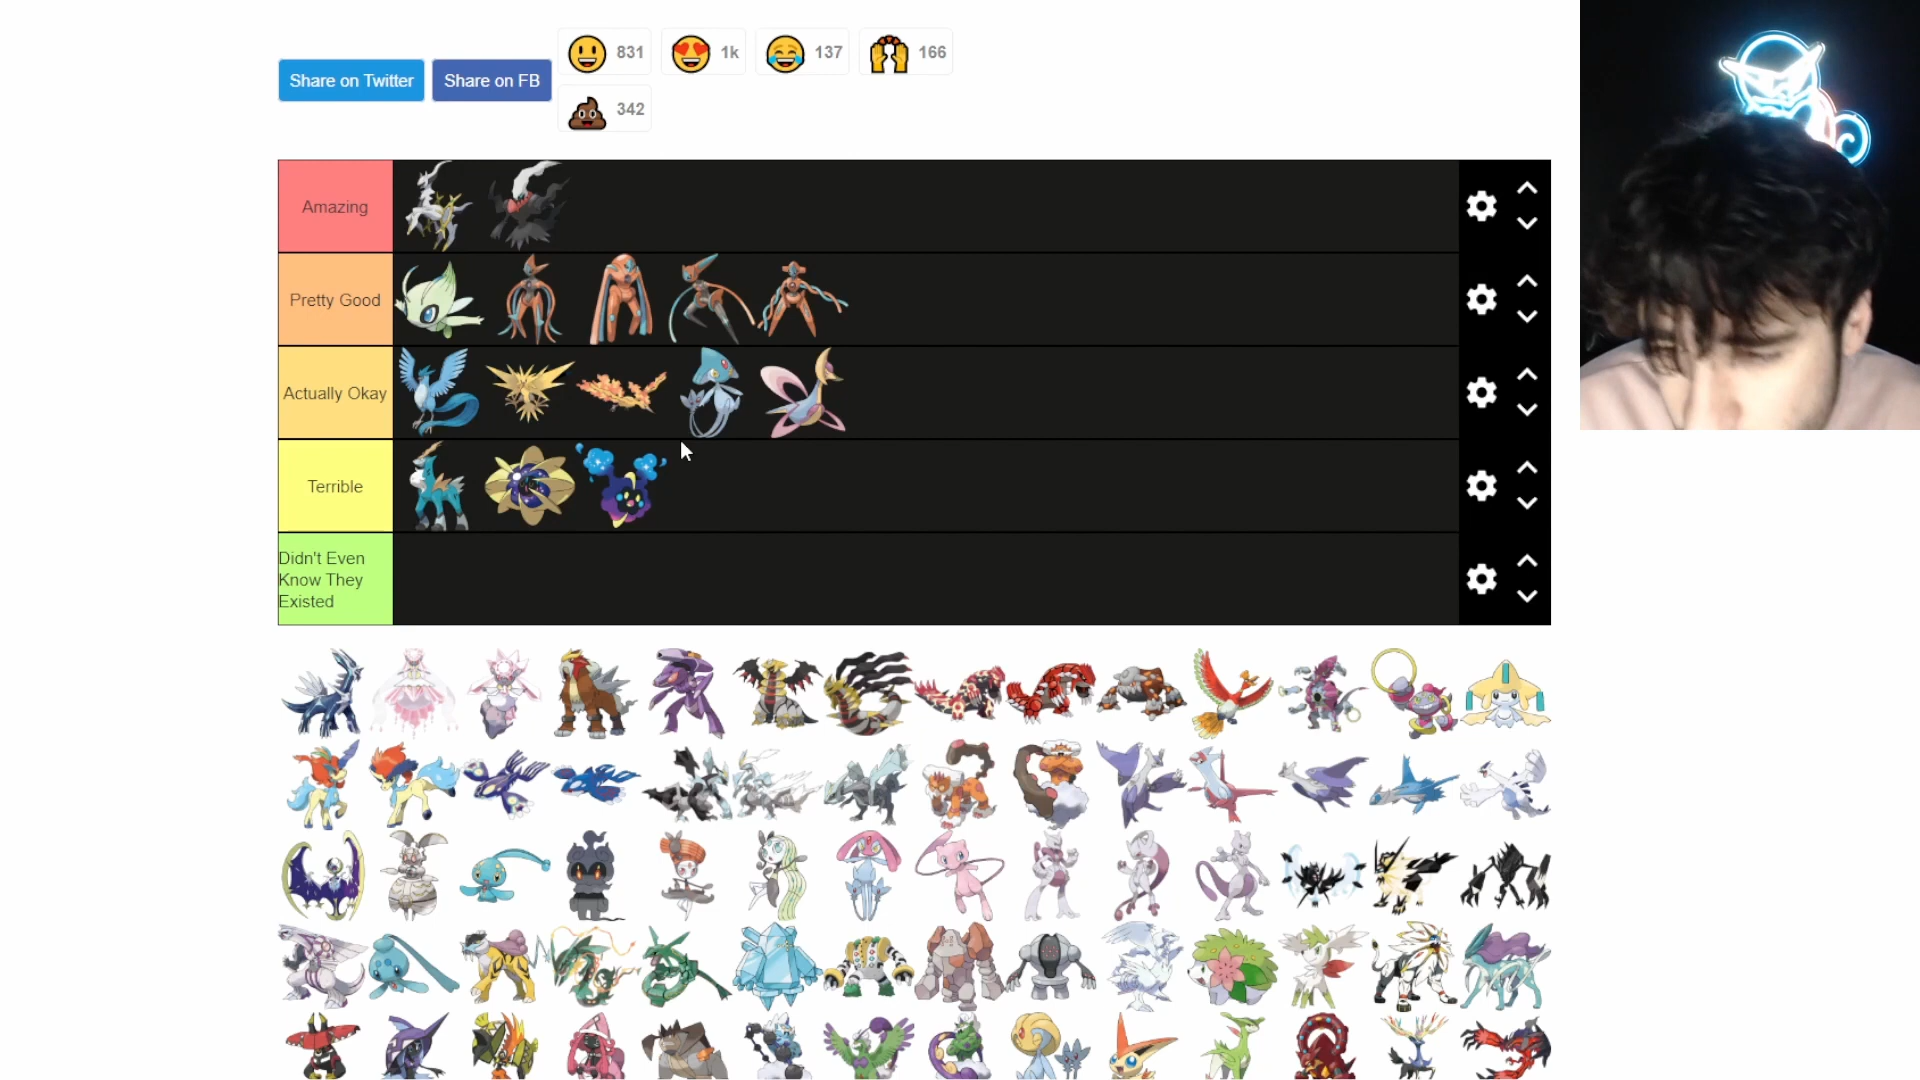 831
1k
137
166
Share on Twitter
Share on FB
342
Amazing
Pretty Good
Actually Okay
Terrible
Didn't Even
Know They
Existed